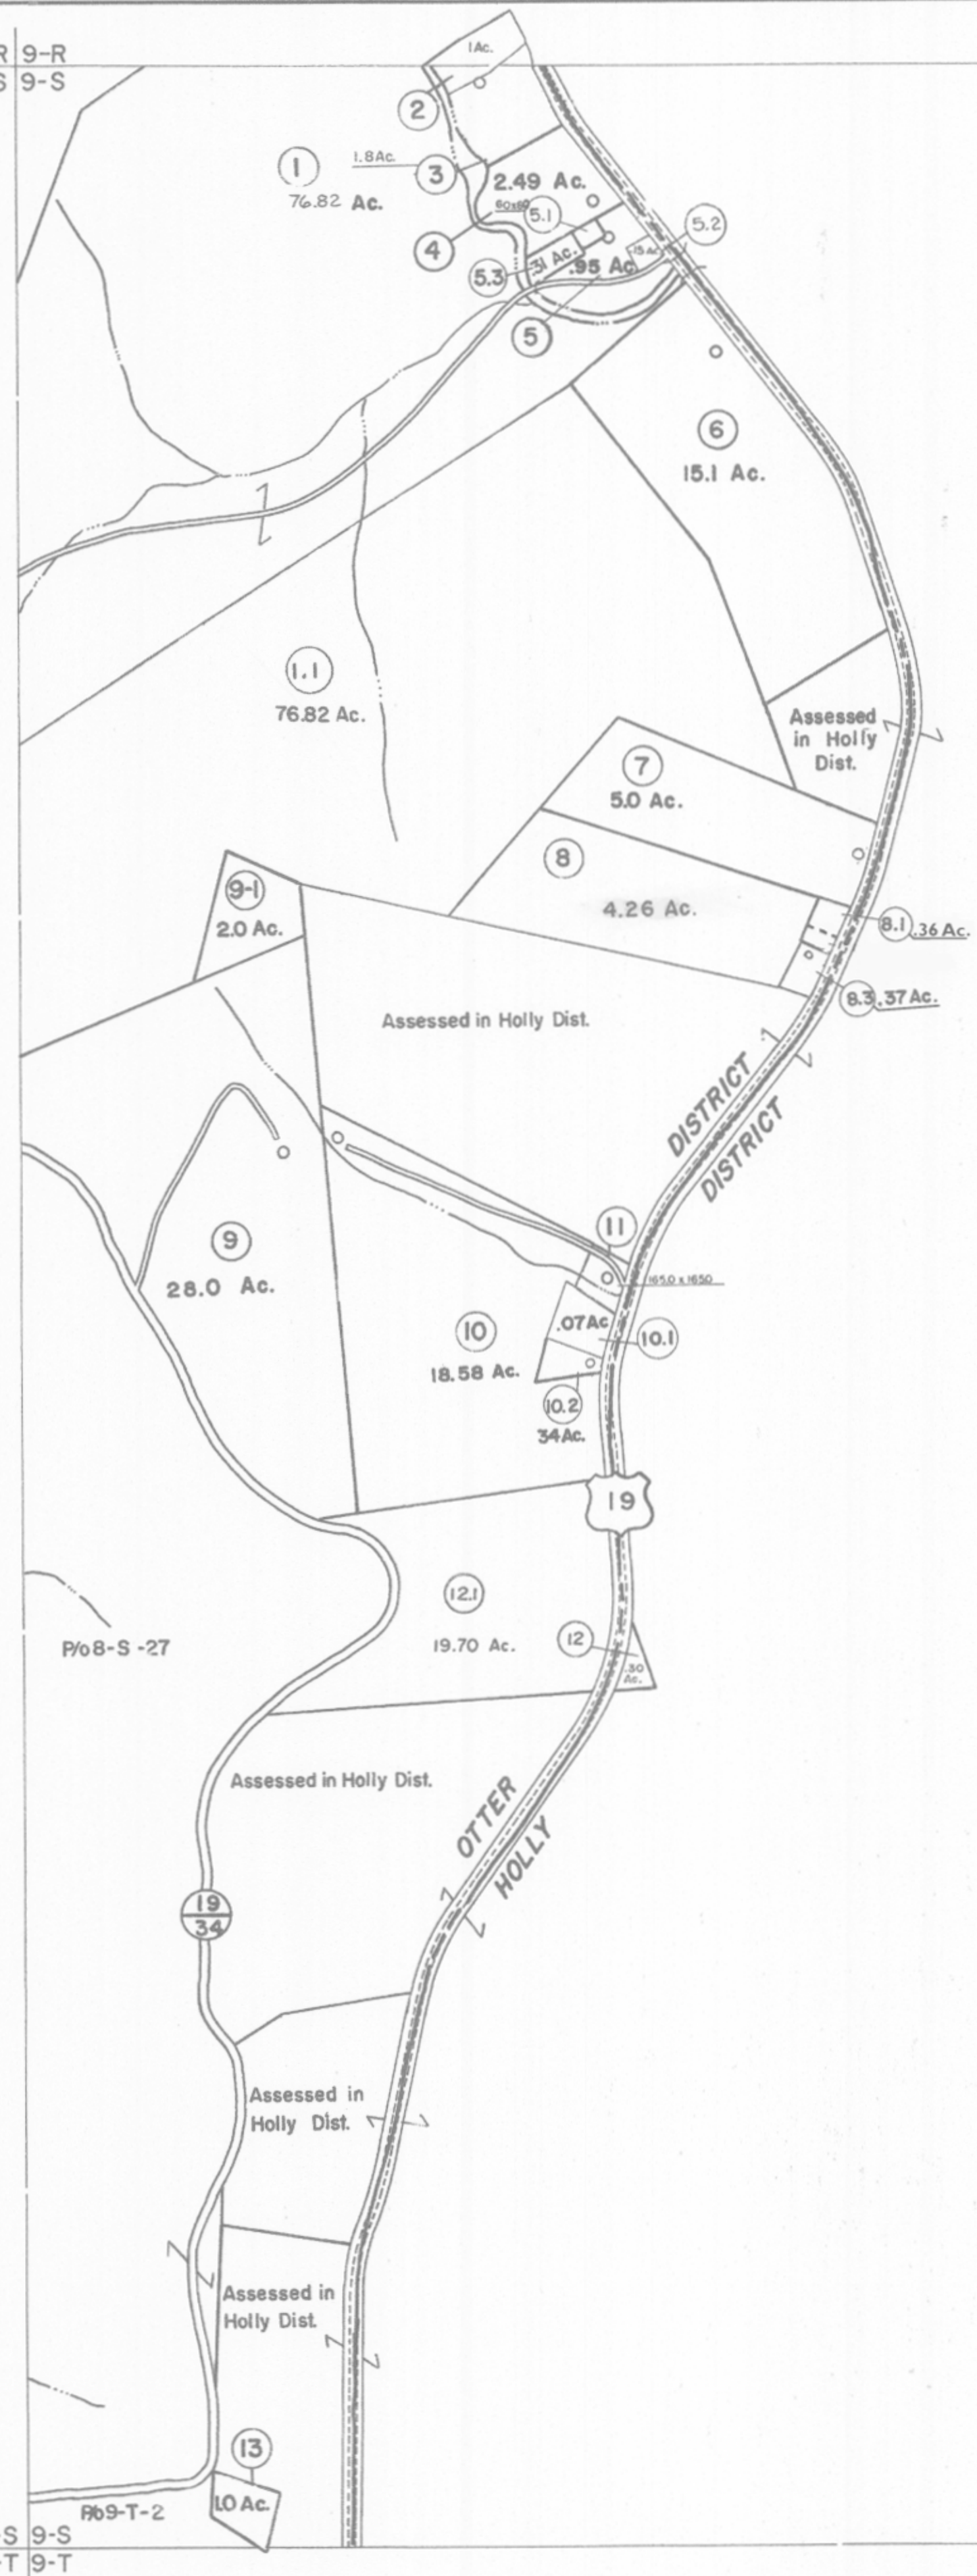 R 9-R
S 9-S
1 Ac.
2
1
76.82 Ac.
1.8 Ac.
3
2.49 Ac.
60x60
5.1
5.2
4
.15 Ac
5.3
.31 Ac.
.95 Ac
5
6
15.1 Ac.
1.1
76.82 Ac.
Assessed
in Holly
Dist.
7
5.0 Ac.
8
4.26 Ac.
9-1
2.0 Ac.
8.1 .36 Ac.
8.3 .37 Ac.
Assessed in Holly Dist.
DISTRICT
DISTRICT
11
9
28.0 Ac.
165.0 x 165.0
10
18.58 Ac.
.07Ac
10.1
10.2
34Ac.
19
12.1
19.70 Ac.
12
.30
Ac.
P/o 8-S-27
Assessed in Holly Dist.
OTTER
HOLLY
19
34
Assessed in
Holly Dist.
Assessed in
Holly Dist.
13
1.0 Ac.
P/o 9-T-2
-S 9-S
-T 9-T